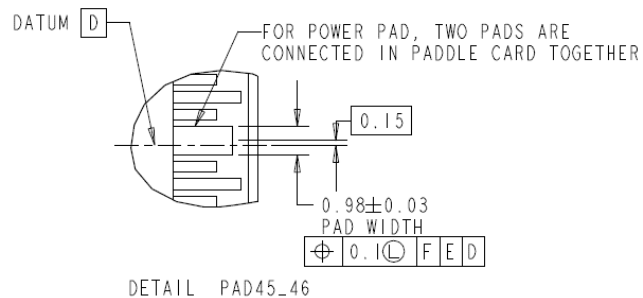 DATUM D
FOR POWER PAD, TWO PADS ARE
CONNECTED IN PADDLE CARD TOGETHER
0.15
0.98±0.03
PAD WIDTH
⌖ 0.1Ⓛ F E D
DETAIL PAD45_46